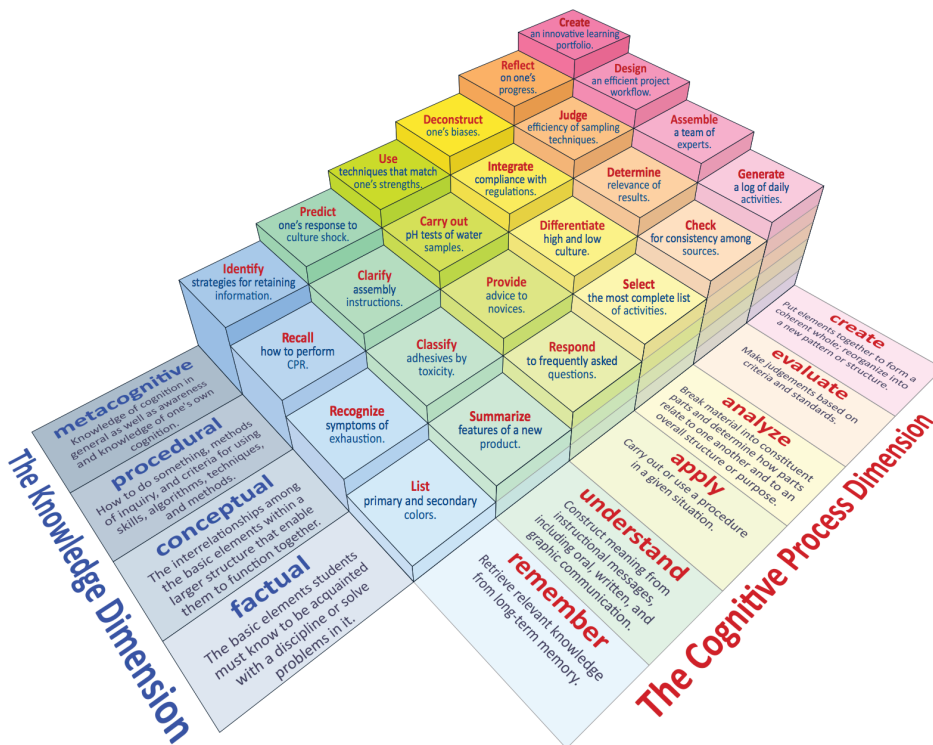 Create
an innovative learning
portfolio.
Reflect
on one's
progress.
Design
an efficient project
workflow.
Deconstruct
one's biases.
Judge
efficiency of sampling
techniques.
Assemble
a team of
experts.
Use
techniques that match
one's strengths.
Integrate
compliance with
regulations.
Determine
relevance of
results.
Generate
a log of daily
activities.
Predict
one's response to
culture shock.
Carry out
pH tests of water
samples.
Differentiate
high and low
culture.
Check
for consistency among
sources.
Identify
strategies for retaining
information.
Clarify
assembly
instructions.
Provide
advice to
novices.
Select
the most complete list
of activities.
Recall
how to perform
CPR.
Classify
adhesives by
toxicity.
Respond
to frequently asked
questions.
Recognize
symptoms of
exhaustion.
Summarize
features of a new
product.
List
primary and secondary
colors.
The Knowledge Dimension
metacognitive
Knowledge of cognition in
general as well as awareness
and knowledge of one's own
cognition.
procedural
How to do something, methods
of inquiry, and criteria for using
skills, algorithms, techniques,
and methods.
conceptual
The interrelationships among
the basic elements within a
larger structure that enable
them to function together.
factual
The basic elements students
must know to be acquainted
with a discipline or solve
problems in it.
The Cognitive Process Dimension
remember
Retrieve relevant knowledge
from long-term memory.
understand
Construct meaning from
instructional messages,
including oral, written, and
graphic communication.
apply
Carry out or use a procedure
in a given situation.
analyze
Break material into constituent
parts and determine how parts
relate to one another and to an
overall structure or purpose.
evaluate
Make judgements based on
criteria and standards.
create
Put elements together to form a
coherent whole; reorganize into
a new pattern or structure.